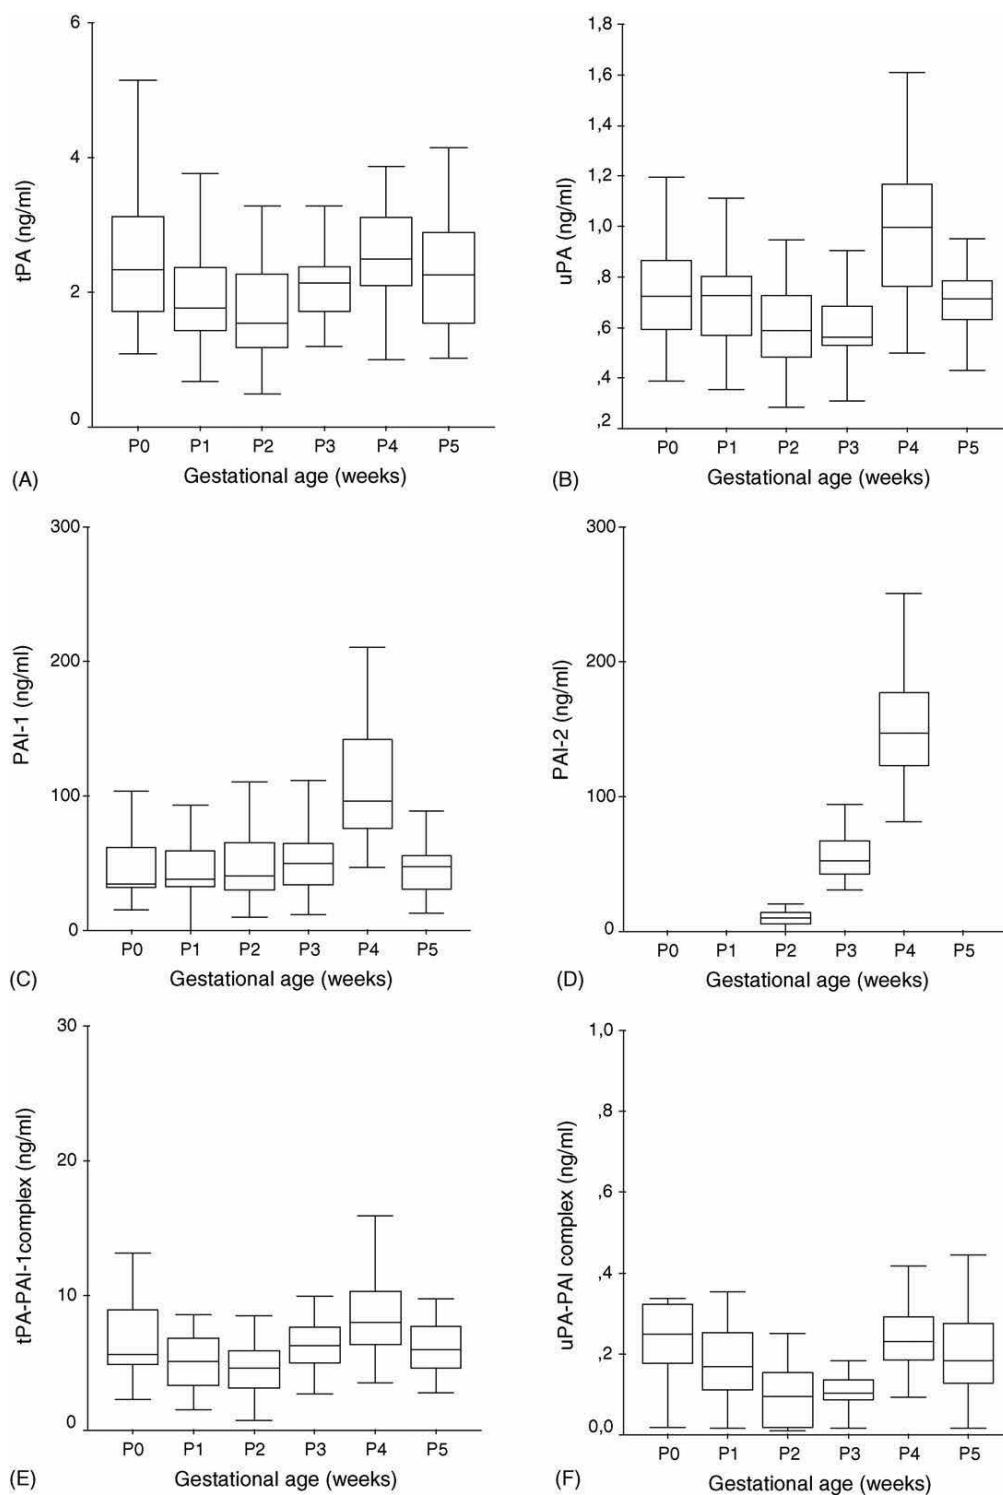 6
4
2
0
tPA (ng/ml)
P0 P1 P2 P3 P4 P5
Gestational age (weeks)
(A)
1,8
1,6
1,4
1,2
1,0
,8
,6
,4
,2
uPA (ng/ml)
P0 P1 P2 P3 P4 P5
Gestational age (weeks)
(B)
300
200
100
0
PAI-1 (ng/ml)
P0 P1 P2 P3 P4 P5
Gestational age (weeks)
(C)
300
200
100
0
PAI-2 (ng/ml)
P0 P1 P2 P3 P4 P5
Gestational age (weeks)
(D)
30
20
10
0
tPA-PAI-1complex (ng/ml)
P0 P1 P2 P3 P4 P5
Gestational age (weeks)
(E)
1,0
,8
,6
,4
,2
0,0
uPA-PAI complex (ng/ml)
P0 P1 P2 P3 P4 P5
Gestational age (weeks)
(F)